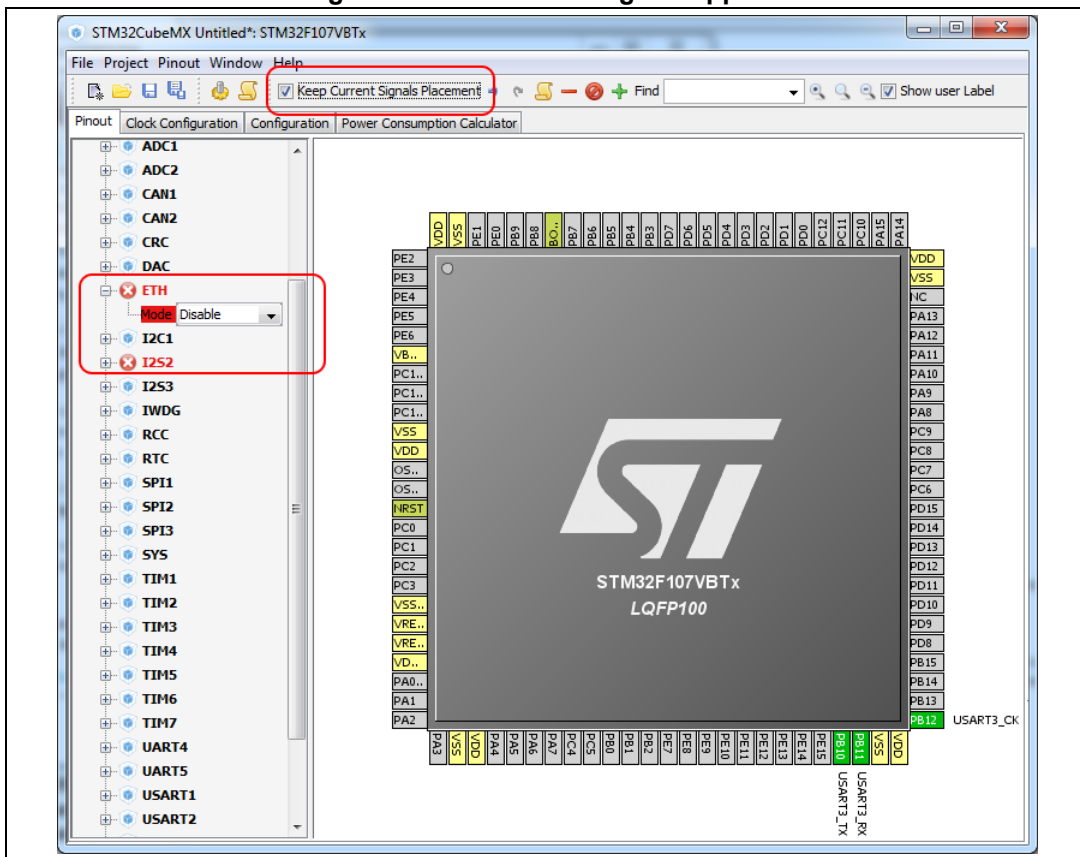 STM32CubeMX Untitled*: STM32F107VBTx
File Project Pinout Window Help
Keep Current Signals Placement Find Show user Label
Pinout Clock Configuration Configuration Power Consumption Calculator
ADC1
ADC2
CAN1
CAN2
CRC
DAC
ETH
Mode Disable
I2C1
I2S2
I2S3
IWDG
RCC
RTC
SPI1
SPI2
SPI3
SYS
TIM1
TIM2
TIM3
TIM4
TIM5
TIM6
TIM7
UART4
UART5
USART1
USART2
VDD VSS PE1 PE0 PB9 PB8 BO.. PB7 PB6 PB5 PB4 PB3 PD7 PD6 PD5 PD4 PD3 PD2 PD1 PD0 PC12 PC11 PC10 PA15 PA14
PE2
PE3
PE4
PE5
PE6
VB..
PC1..
PC1..
PC1..
VSS
VDD
OS..
OS..
NRST
PC0
PC1
PC2
PC3
VSS..
VRE..
VRE..
VD..
PA0..
PA1
PA2
ST
STM32F107VBTx
LQFP100
VDD
VSS
NC
PA13
PA12
PA11
PA10
PA9
PA8
PC9
PC8
PC7
PC6
PD15
PD14
PD13
PD12
PD11
PD10
PD9
PD8
PB15
PB14
PB13
PB12 USART3_CK
PA3 VSS VDD PA4 PA5 PA6 PA7 PC4 PC5 PB0 PB1 PB2 PE7 PE8 PE9 PE10 PE11 PE12 PE13 PE14 PE15 PB10 PB11 VSS VDD
USART3_TX USART3_RX